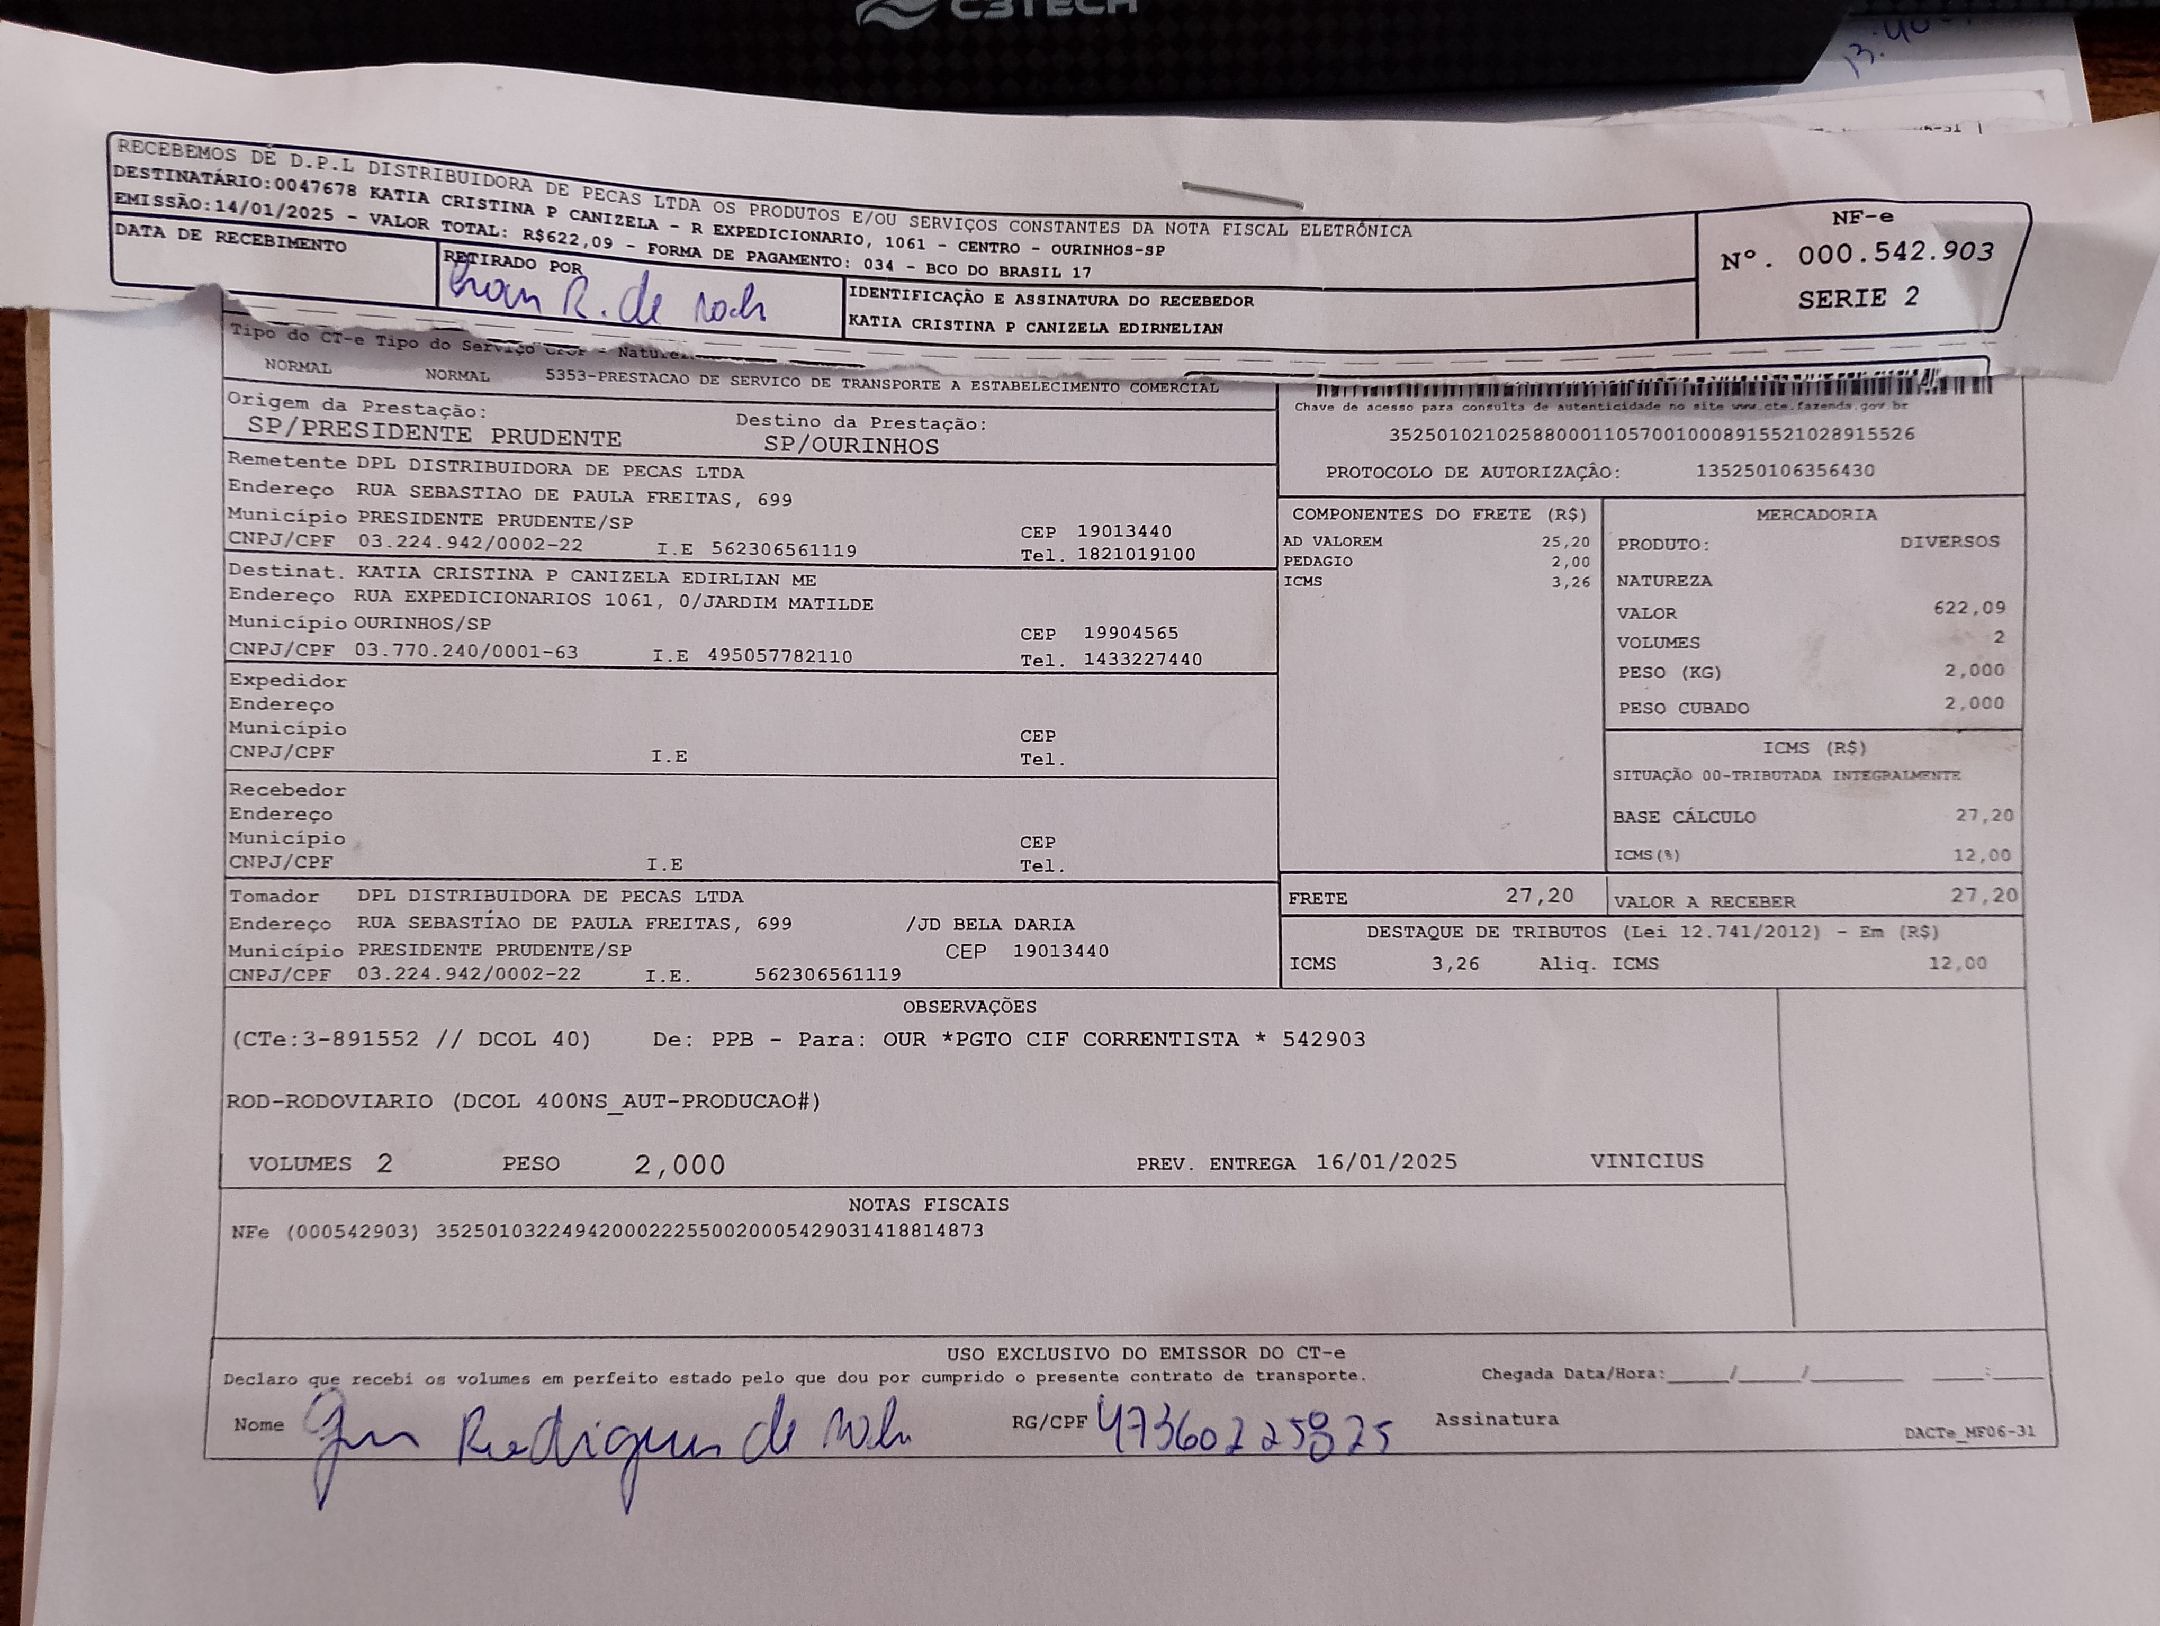 C3TECH
13:40
RECEBEMOS DE D.P.L DISTRIBUIDORA DE PECAS LTDA OS PRODUTOS E/OU SERVIÇOS CONSTANTES DA NOTA FISCAL ELETRÔNICA
DESTINATÁRIO:0047678 KATIA CRISTINA P CANIZELA - R EXPEDICIONARIO, 1061 - CENTRO - OURINHOS-SP
EMISSÃO:14/01/2025 - VALOR TOTAL: R$622,09 - FORMA DE PAGAMENTO: 034 - BCO DO BRASIL 17
NF-e
Nº. 000.542.903
SERIE 2
DATA DE RECEBIMENTO
RETIRADO POR
R. de
IDENTIFICAÇÃO E ASSINATURA DO RECEBEDOR
KATIA CRISTINA P CANIZELA EDIRNELIAN
Tipo do CT-e Tipo do Serviço
NORMAL NORMAL 5353-PRESTACAO DE SERVICO DE TRANSPORTE A ESTABELECIMENTO COMERCIAL
Origem da Prestação: Destino da Prestação:
SP/PRESIDENTE PRUDENTE SP/OURINHOS
Remetente DPL DISTRIBUIDORA DE PECAS LTDA
Endereço RUA SEBASTIAO DE PAULA FREITAS, 699
Município PRESIDENTE PRUDENTE/SP CEP 19013440
CNPJ/CPF 03.224.942/0002-22 I.E 562306561119 Tel. 1821019100
Destinat. KATIA CRISTINA P CANIZELA EDIRLIAN ME
Endereço RUA EXPEDICIONARIOS 1061, 0/JARDIM MATILDE
Município OURINHOS/SP CEP 19904565
CNPJ/CPF 03.770.240/0001-63 I.E 495057782110 Tel. 1433227440
Expedidor
Endereço
Município CEP
CNPJ/CPF I.E Tel.
Recebedor
Endereço
Município CEP
CNPJ/CPF I.E Tel.
Tomador DPL DISTRIBUIDORA DE PECAS LTDA
Endereço RUA SEBASTÍAO DE PAULA FREITAS, 699 /JD BELA DARIA
Município PRESIDENTE PRUDENTE/SP CEP 19013440
CNPJ/CPF 03.224.942/0002-22 I.E. 562306561119
Chave de acesso para consulta de autenticidade no site www.cte.fazenda.gov.br
35250102102588000110570010008915521028915526
PROTOCOLO DE AUTORIZAÇÃO: 135250106356430
COMPONENTES DO FRETE (R$)
AD VALOREM 25,20
PEDAGIO 2,00
ICMS 3,26
MERCADORIA
PRODUTO: DIVERSOS
NATUREZA
VALOR 622,09
VOLUMES 2
PESO (KG) 2,000
PESO CUBADO 2,000
ICMS (R$)
SITUAÇÃO 00-TRIBUTADA INTEGRALMENTE
BASE CÁLCULO 27,20
ICMS(%) 12,00
FRETE 27,20 VALOR A RECEBER 27,20
DESTAQUE DE TRIBUTOS (Lei 12.741/2012) - Em (R$)
ICMS 3,26 Aliq. ICMS 12,00
OBSERVAÇÕES
(CTe:3-891552 // DCOL 40) De: PPB - Para: OUR *PGTO CIF CORRENTISTA * 542903
ROD-RODOVIARIO (DCOL 400NS_AUT-PRODUCAO#)
VOLUMES 2 PESO 2,000 PREV. ENTREGA 16/01/2025 VINICIUS
NOTAS FISCAIS
NFe (000542903) 35250103224942000222550020005429031418814873
USO EXCLUSIVO DO EMISSOR DO CT-e
Declaro que recebi os volumes em perfeito estado pelo que dou por cumprido o presente contrato de transporte. Chegada Data/Hora:____/____/______ ___:___
Nome Rodrigues de RG/CPF 47360225825 Assinatura
DACTe_MF06-31